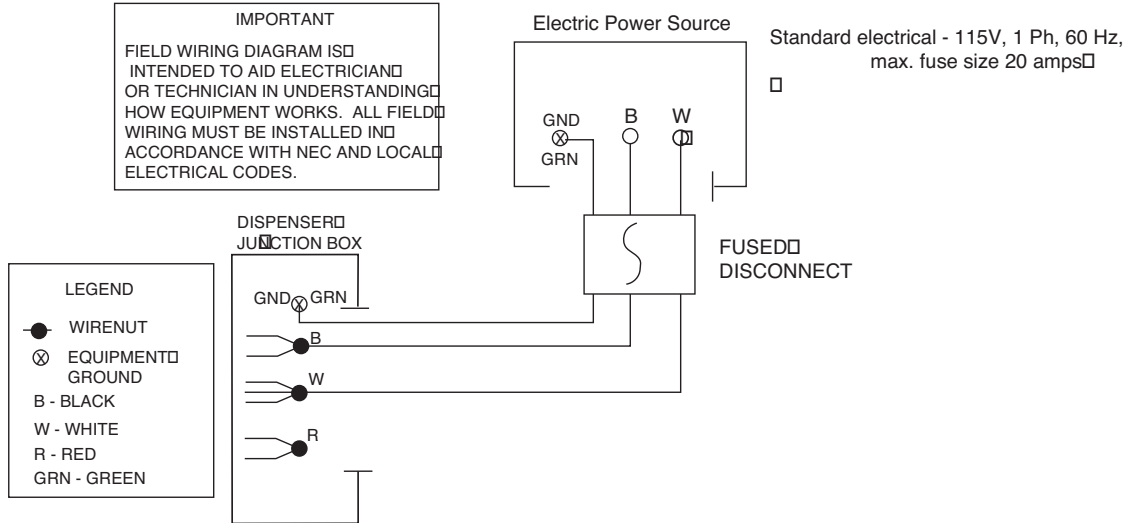 IMPORTANT
FIELD WIRING DIAGRAM IS□
INTENDED TO AID ELECTRICIAN□
OR TECHNICIAN IN UNDERSTANDING□
HOW EQUIPMENT WORKS. ALL FIELD□
WIRING MUST BE INSTALLED IN□
ACCORDANCE WITH NEC AND LOCAL□
ELECTRICAL CODES.
Electric Power Source
Standard electrical - 115V, 1 Ph, 60 Hz,
max. fuse size 20 amps□
□
GND
GRN
B
W
FUSED□
DISCONNECT
DISPENSER□
JUNCTION BOX
GND GRN
B
W
R
LEGEND
WIRENUT
EQUIPMENT□
GROUND
B - BLACK
W - WHITE
R - RED
GRN - GREEN